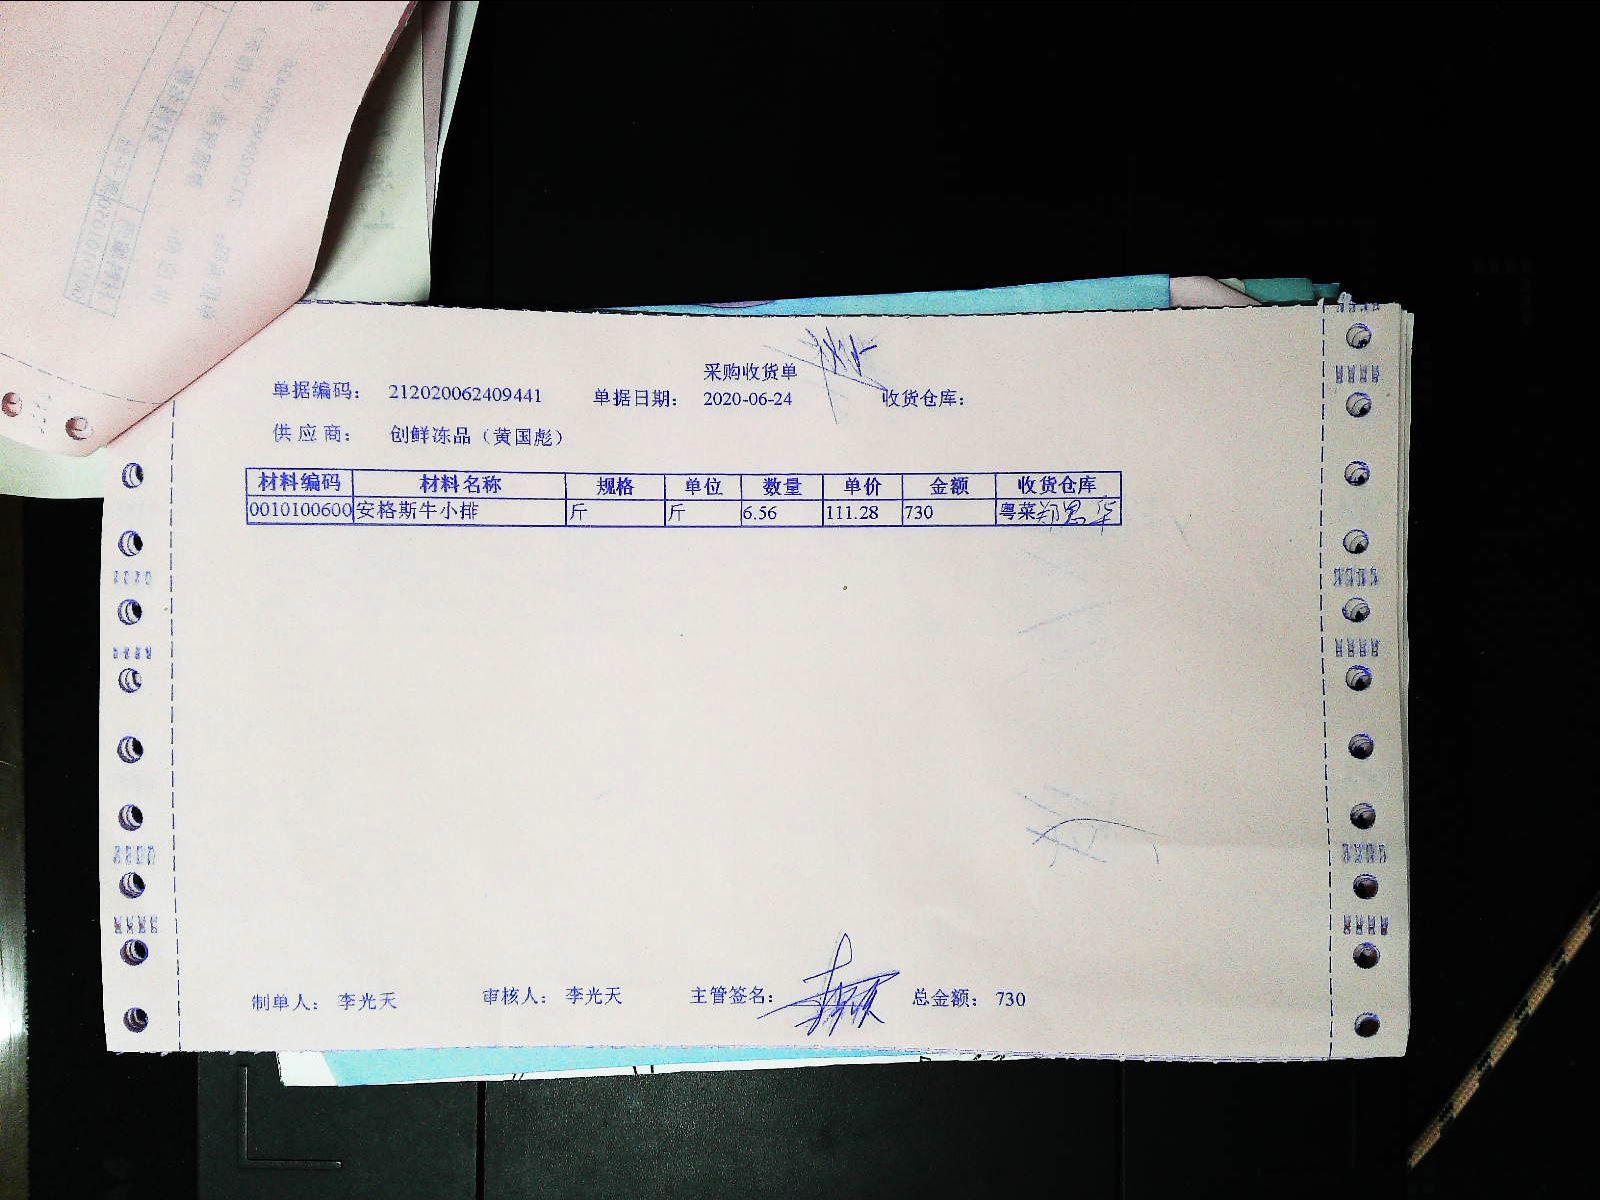 采购收货单
单据编码： 212020062409441 单据日期： 2020-06-24 收货仓库：
供应商： 创鲜冻品（黄国彪）
材料编码 材料名称 规格 单位 数量 单价 金额 收货仓库
0010100600 安格斯牛小排 斤 斤 6.56 111.28 730 粤菜
制单人： 李光天 审核人： 李光天 主管签名： 总金额： 730